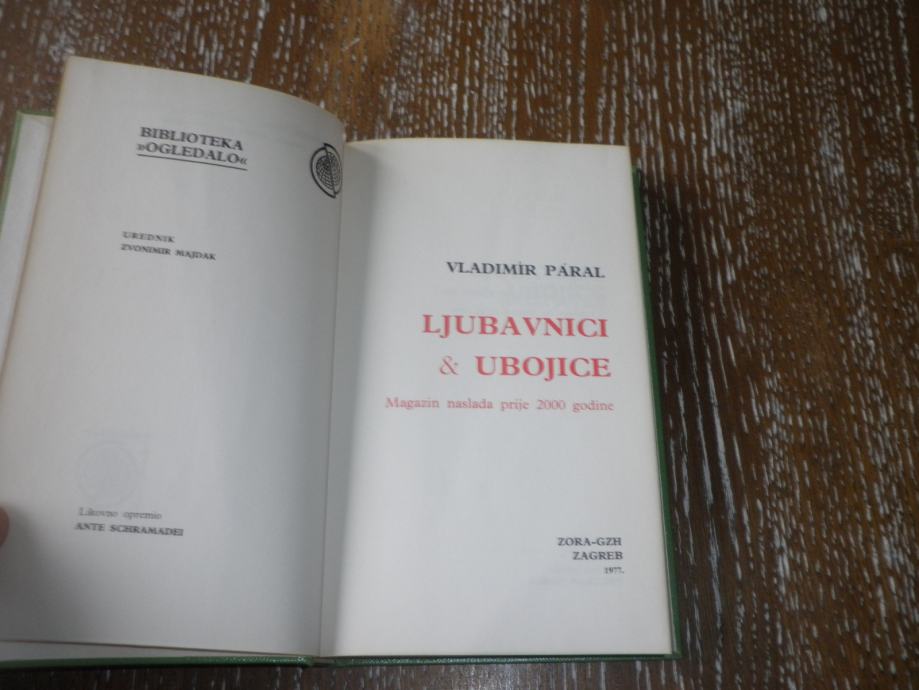 BIBLIOTEKA
»OGLEDALO«
UREDNIK
ZVONIMIR MAJDAK
Likovno opremio
ANTE SCHRAMADEI
VLADIMÍR PÁRAL
LJUBAVNICI
& UBOJICE
Magazin naslada prije 2000 godine
ZORA-GZH
ZAGREB
1977.